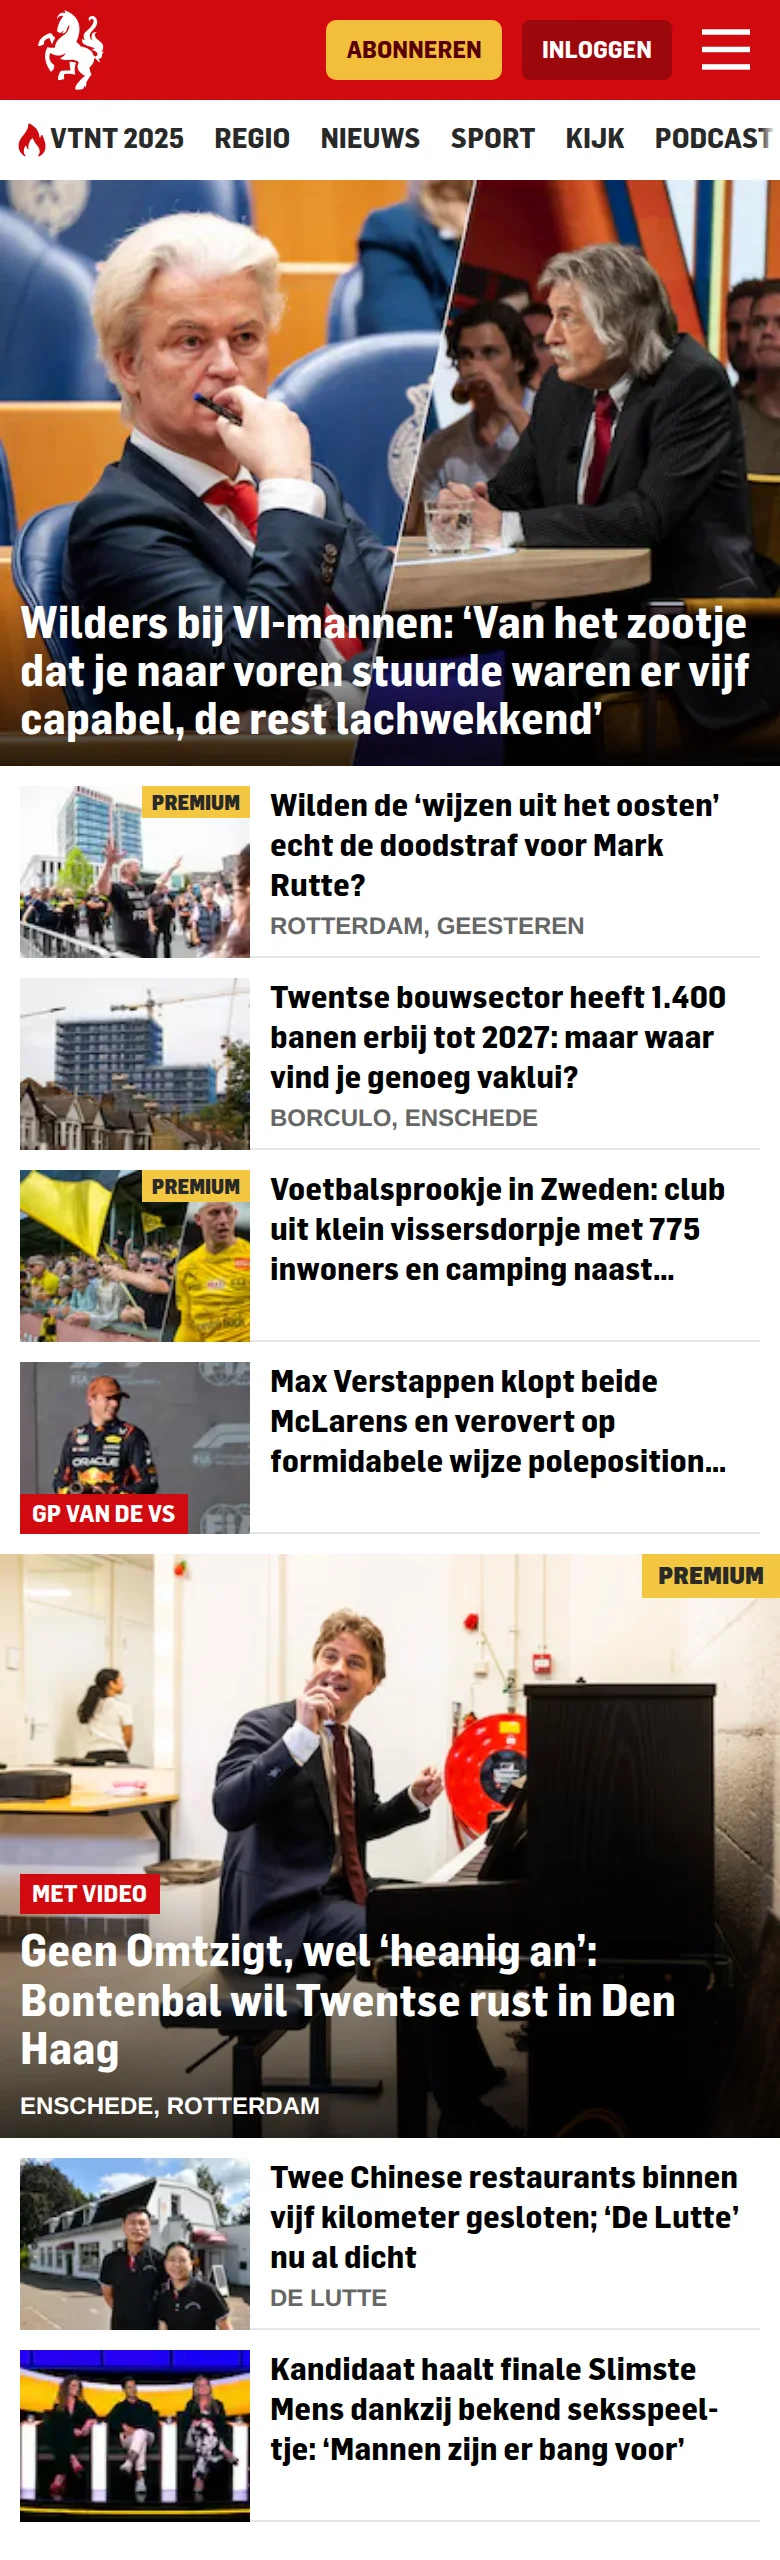 ABONNEREN
INLOGGEN
VTNT 2025 REGIO NIEUWS SPORT KIJK PODCAST
Wilders bij VI-mannen: ‘Van het zootje
dat je naar voren stuurde waren er vijf
capabel, de rest lachwekkend’
PREMIUM
Wilden de ‘wijzen uit het oosten’
echt de doodstraf voor Mark
Rutte?
ROTTERDAM, GEESTEREN
Twentse bouwsector heeft 1.400
banen erbij tot 2027: maar waar
vind je genoeg vaklui?
BORCULO, ENSCHEDE
PREMIUM
Voetbalsprookje in Zweden: club
uit klein vissersdorpje met 775
inwoners en camping naast...
Max Verstappen klopt beide
McLarens en verovert op
formidabele wijze poleposition...
ORACLE
GP VAN DE VS
PREMIUM
MET VIDEO
Geen Omtzigt, wel ‘heanig an’:
Bontenbal wil Twentse rust in Den
Haag
ENSCHEDE, ROTTERDAM
Twee Chinese restaurants binnen
vijf kilometer gesloten; ‘De Lutte’
nu al dicht
DE LUTTE
Kandidaat haalt finale Slimste
Mens dankzij bekend seksspeel-
tje: ‘Mannen zijn er bang voor’